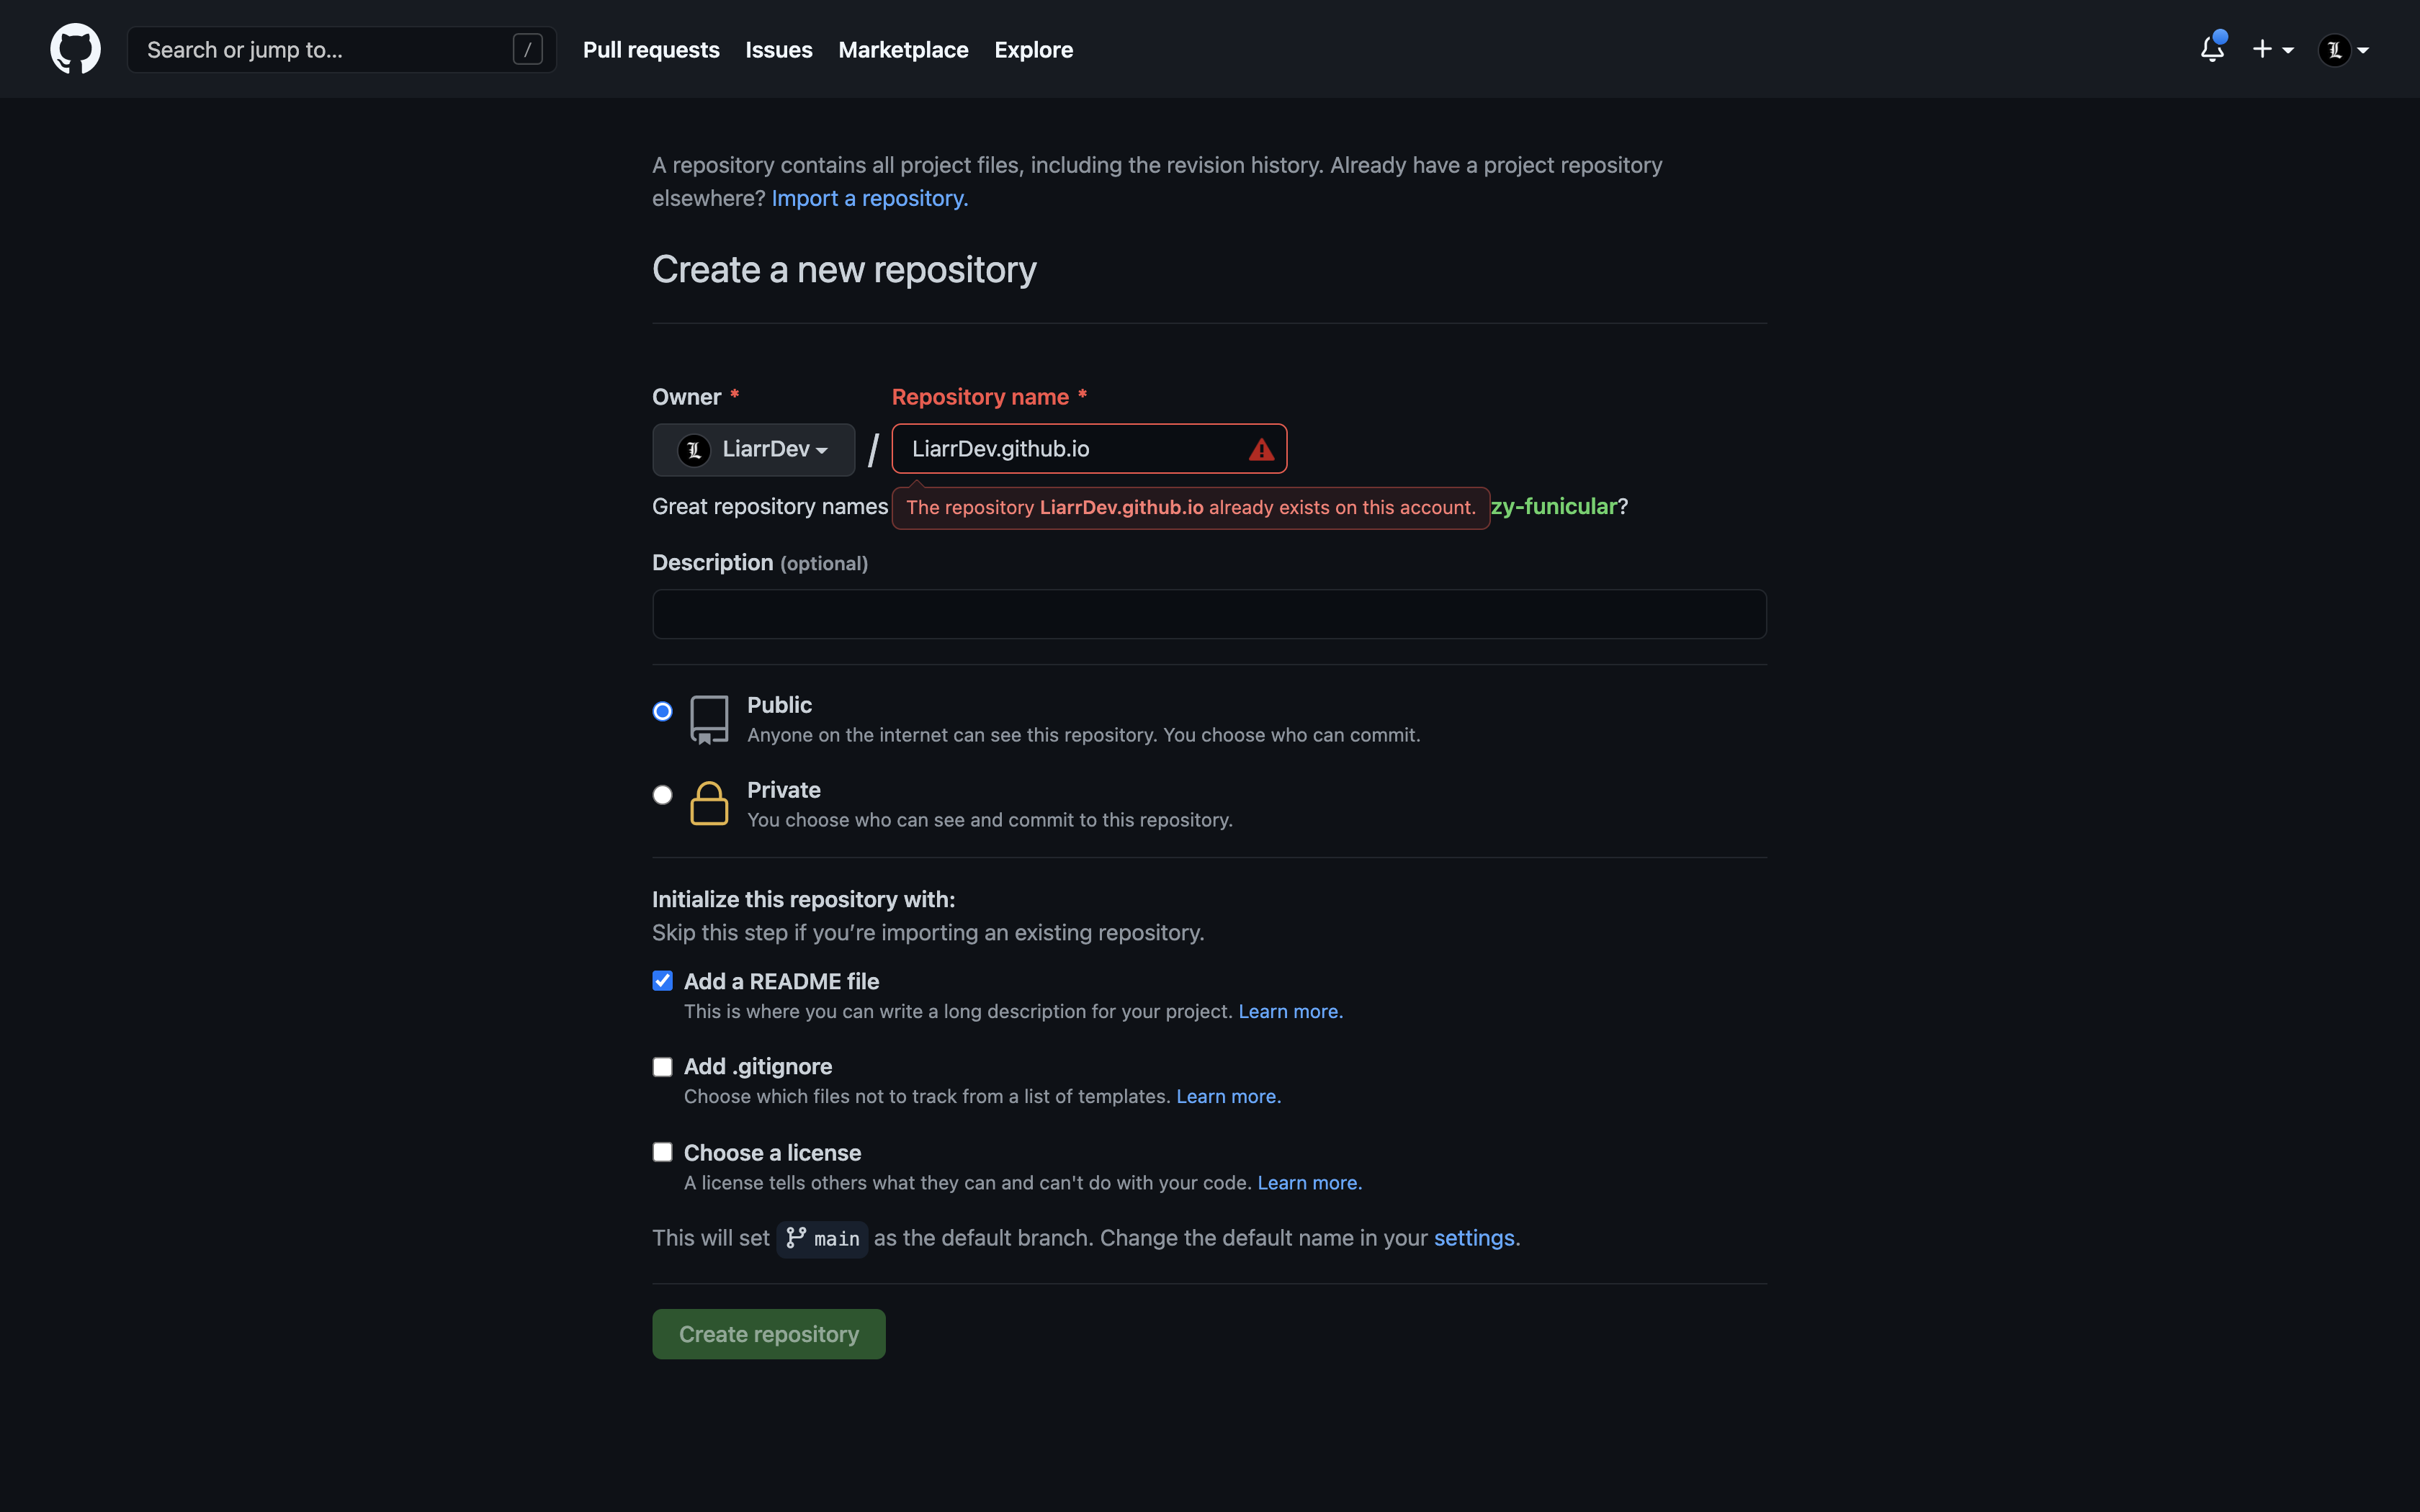 Search or jump to... /
Pull requests Issues Marketplace Explore
A repository contains all project files, including the revision history. Already have a project repository
elsewhere? Import a repository.
Create a new repository
Owner * Repository name *
LiarrDev / LiarrDev.github.io
Great repository names zy-funicular?
The repository LiarrDev.github.io already exists on this account.
Description (optional)
Public
Anyone on the internet can see this repository. You choose who can commit.
Private
You choose who can see and commit to this repository.
Initialize this repository with:
Skip this step if you’re importing an existing repository.
Add a README file
This is where you can write a long description for your project. Learn more.
Add .gitignore
Choose which files not to track from a list of templates. Learn more.
Choose a license
A license tells others what they can and can't do with your code. Learn more.
This will set main as the default branch. Change the default name in your settings.
Create repository